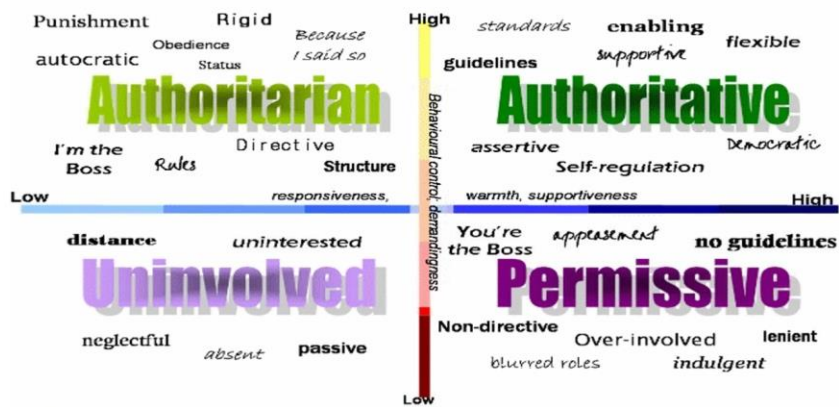 Punishment
Rigid
Because
I said so
autocratic
Obedience
Status
Authoritarian
I'm the
Boss
Rules
Directive
Structure
High
standards
enabling
flexible
guidelines
supportive
Authoritative
assertive
Democratic
Self-regulation
Behavioural control, demandingness
Low
responsiveness,
warmth, supportiveness
High
distance
uninterested
Uninvolved
neglectful
absent
passive
You're
the Boss
appeasement
no guidelines
Permissive
Non-directive
Over-involved
lenient
blurred roles
indulgent
Low